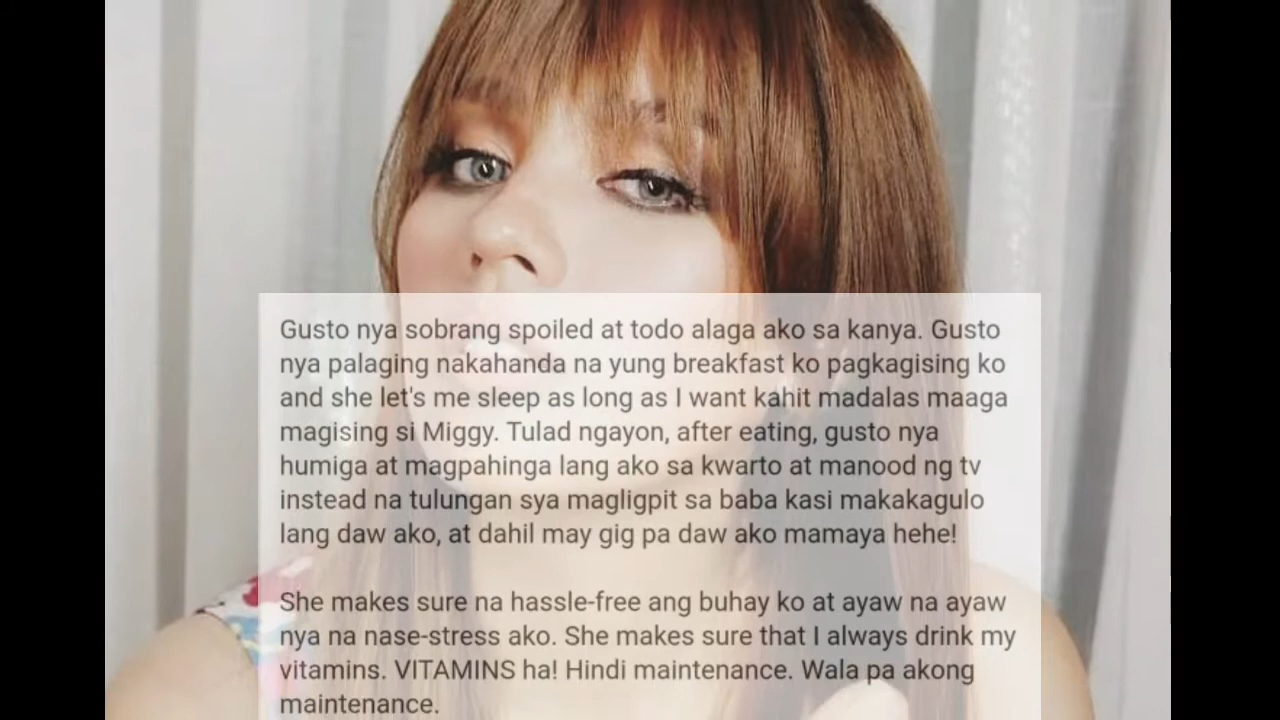 Gusto nya sobrang spoiled at todo alaga ako sa kanya. Gusto
nya palaging nakahanda na yung breakfast ko pagkagising ko
and she let's me sleep as long as I want kahit madalas maaga
magising si Miggy. Tulad ngayon, after eating, gusto nya
humiga at magpahinga lang ako sa kwarto at manood ng tv
instead na tulungan sya magligpit sa baba kasi makakagulo
lang daw ako, at dahil may gig pa daw ako mamaya hehe!
She makes sure na hassle-free ang buhay ko at ayaw na ayaw
nya na nase-stress ako. She makes sure that I always drink my
vitamins. VITAMINS ha! Hindi maintenance. Wala pa akong
maintenance.